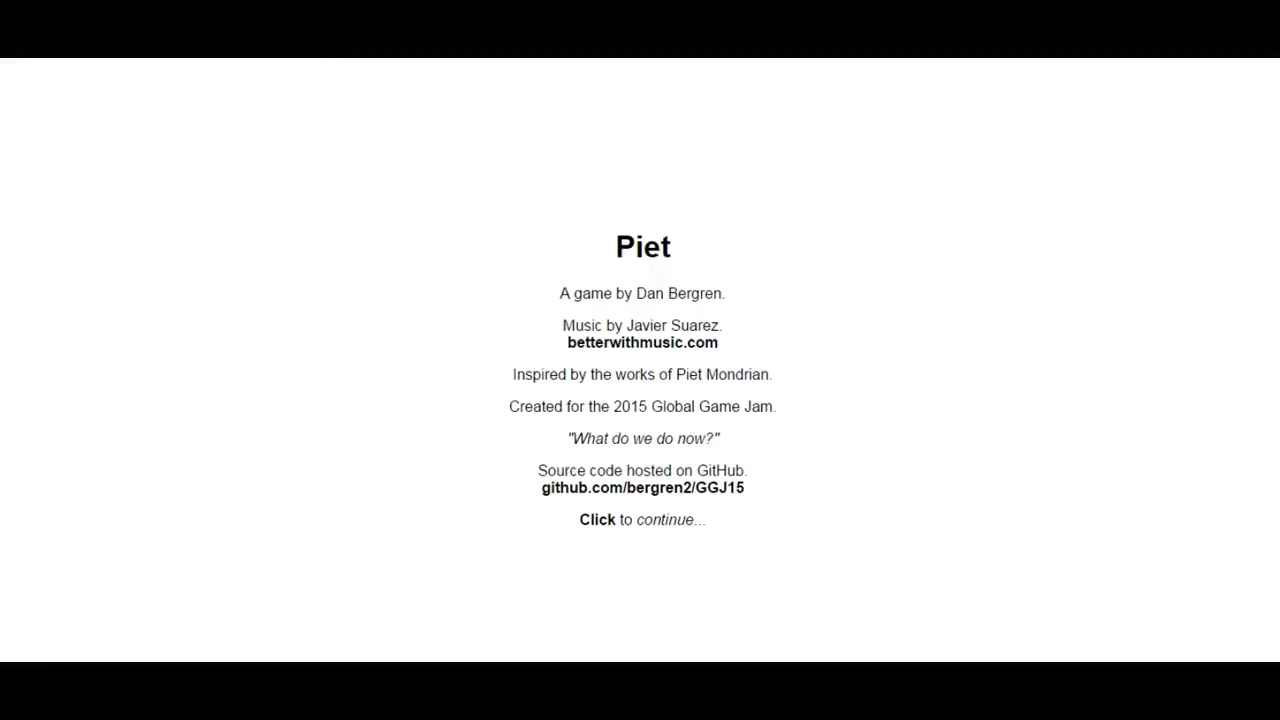 Piet
A game by Dan Bergren.
Music by Javier Suarez.
betterwithmusic.com
Inspired by the works of Piet Mondrian.
Created for the 2015 Global Game Jam.
"What do we do now?"
Source code hosted on GitHub.
github.com/bergren2/GGJ15
Click to continue...